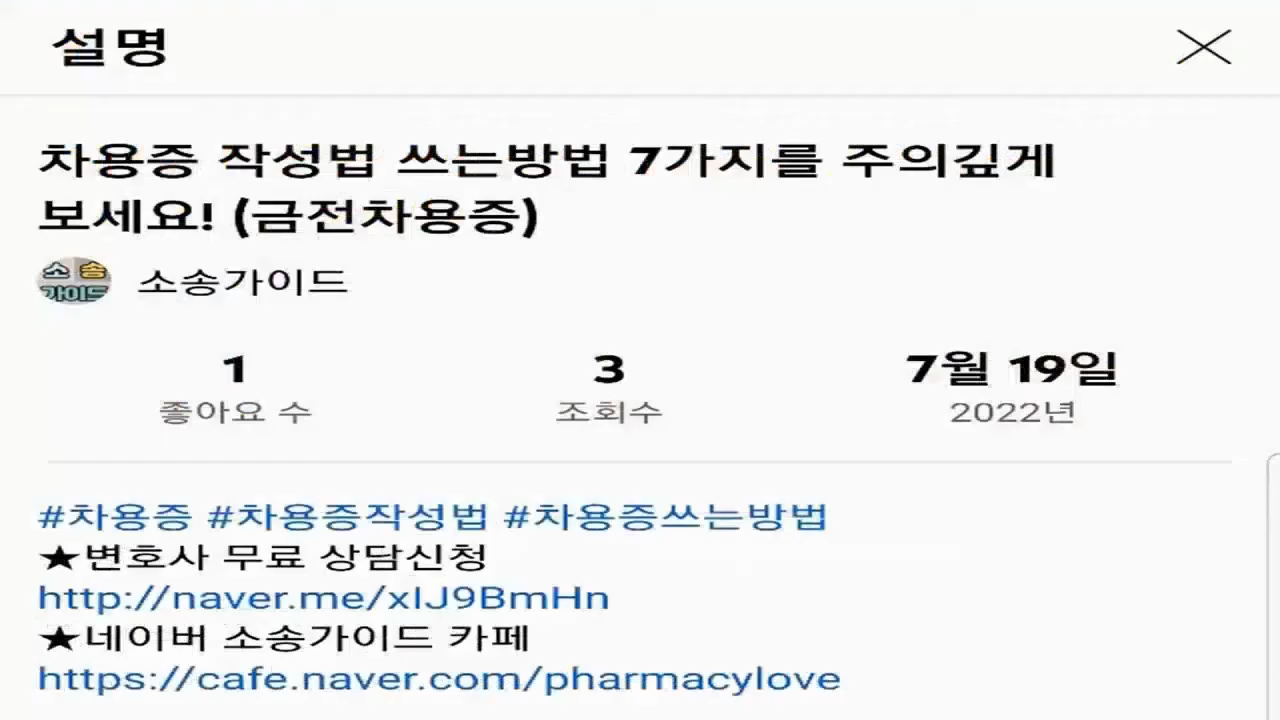 설명
차용증 작성법 쓰는방법 7가지를 주의깊게
보세요! (금전차용증)
소송
가이드
소송가이드
1
3
7월 19일
좋아요 수
조회수
2022년
#차용증 #차용증작성법 #차용증쓰는방법
★변호사 무료 상담신청
http://naver.me/xIJ9BmHn
★네이버 소송가이드 카페
https://cafe.naver.com/pharmacylove